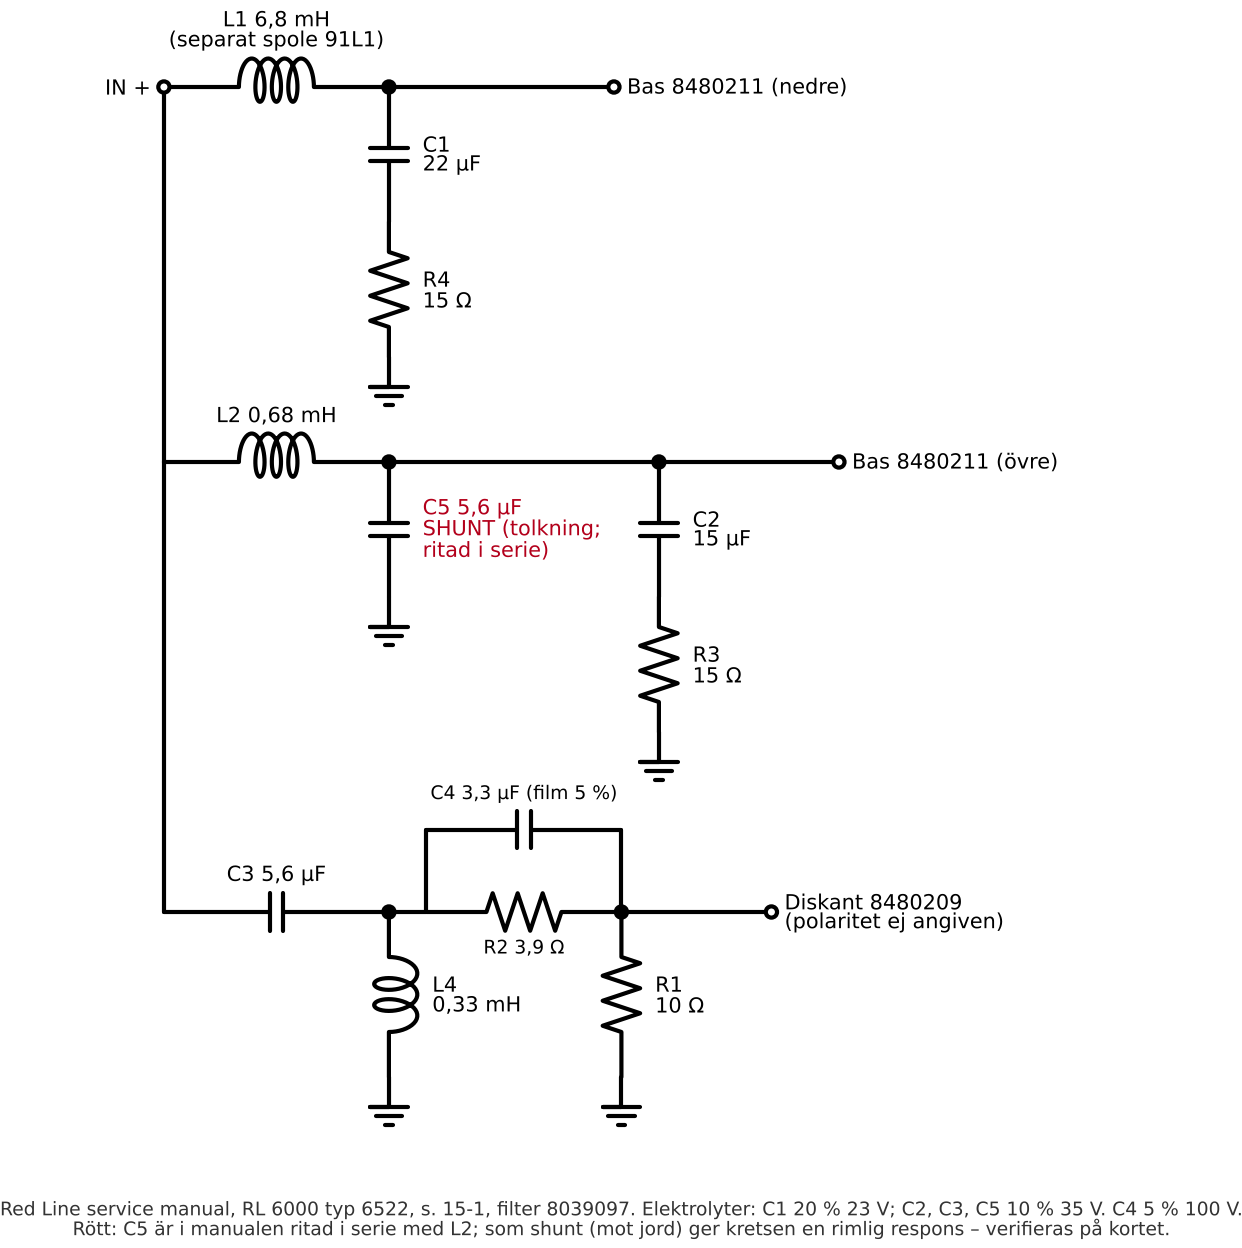 L1 6,8 mH
(separat spole 91L1)
IN +
Bas 8480211 (nedre)
C1
22 µF
R4
15 Ω
L2 0,68 mH
Bas 8480211 (övre)
C5 5,6 µF
SHUNT (tolkning;
ritad i serie)
C2
15 µF
R3
15 Ω
C4 3,3 µF (film 5 %)
C3 5,6 µF
Diskant 8480209
(polaritet ej angiven)
R2 3,9 Ω
L4
0,33 mH
R1
10 Ω
Red Line service manual, RL 6000 typ 6522, s. 15-1, filter 8039097. Elektrolyter: C1 20 % 23 V; C2, C3, C5 10 % 35 V. C4 5 % 100 V.
Rött: C5 är i manualen ritad i serie med L2; som shunt (mot jord) ger kretsen en rimlig respons – verifieras på kortet.